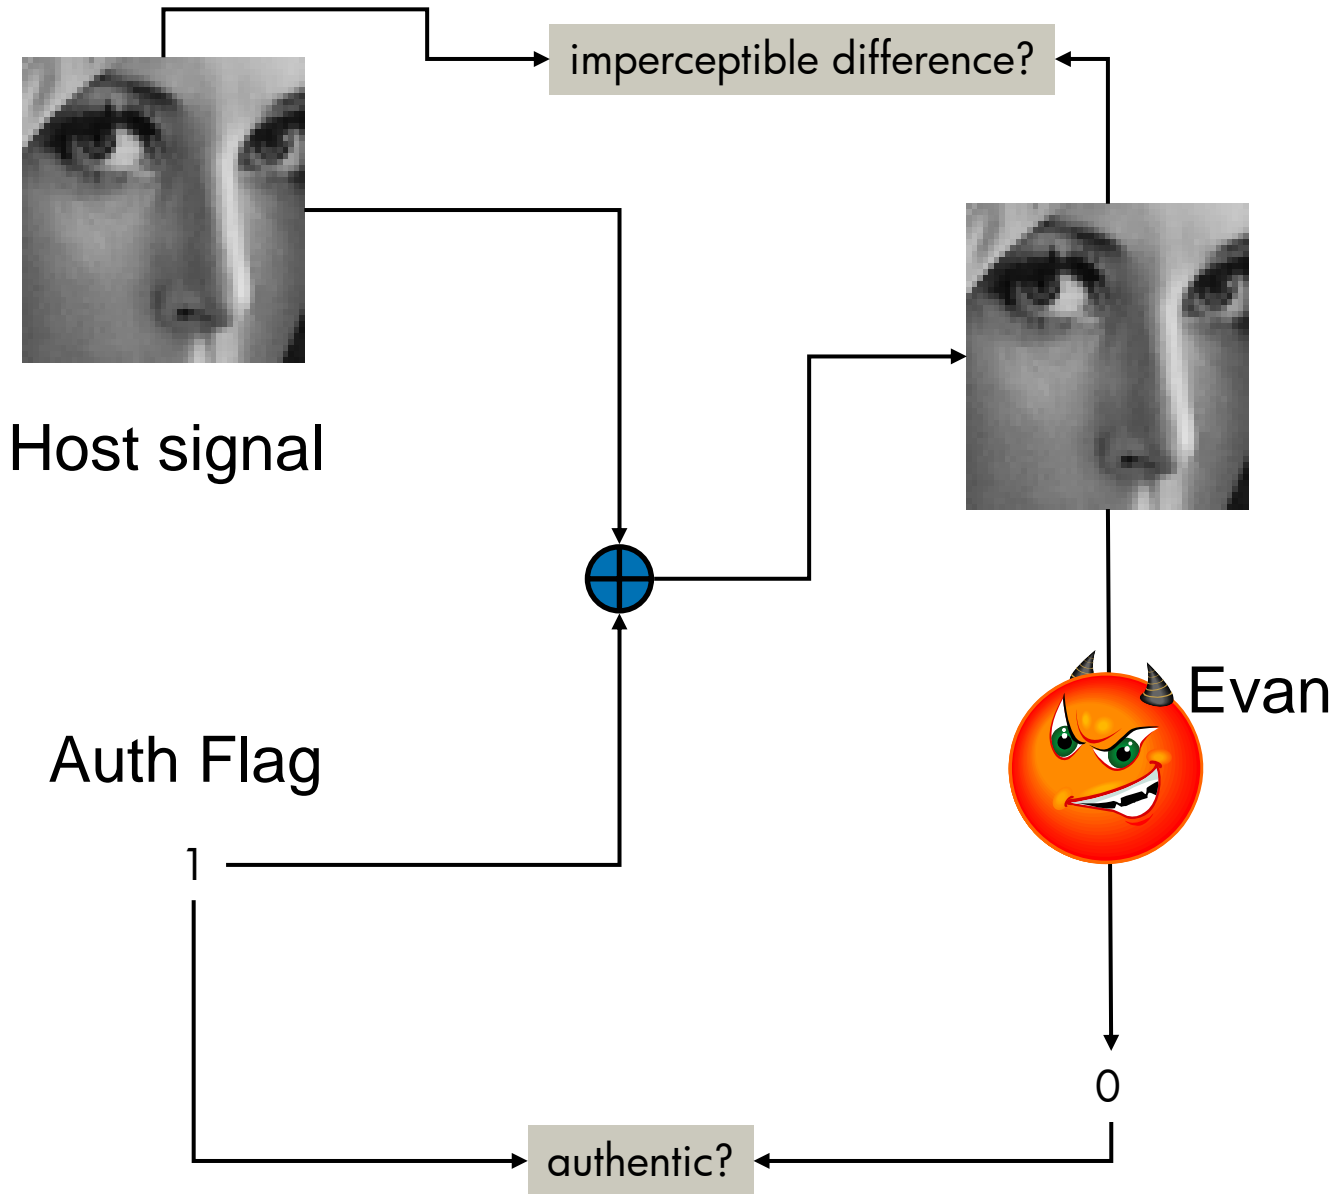 imperceptible difference?
Host signal
Evan
Auth Flag
1
0
authentic?